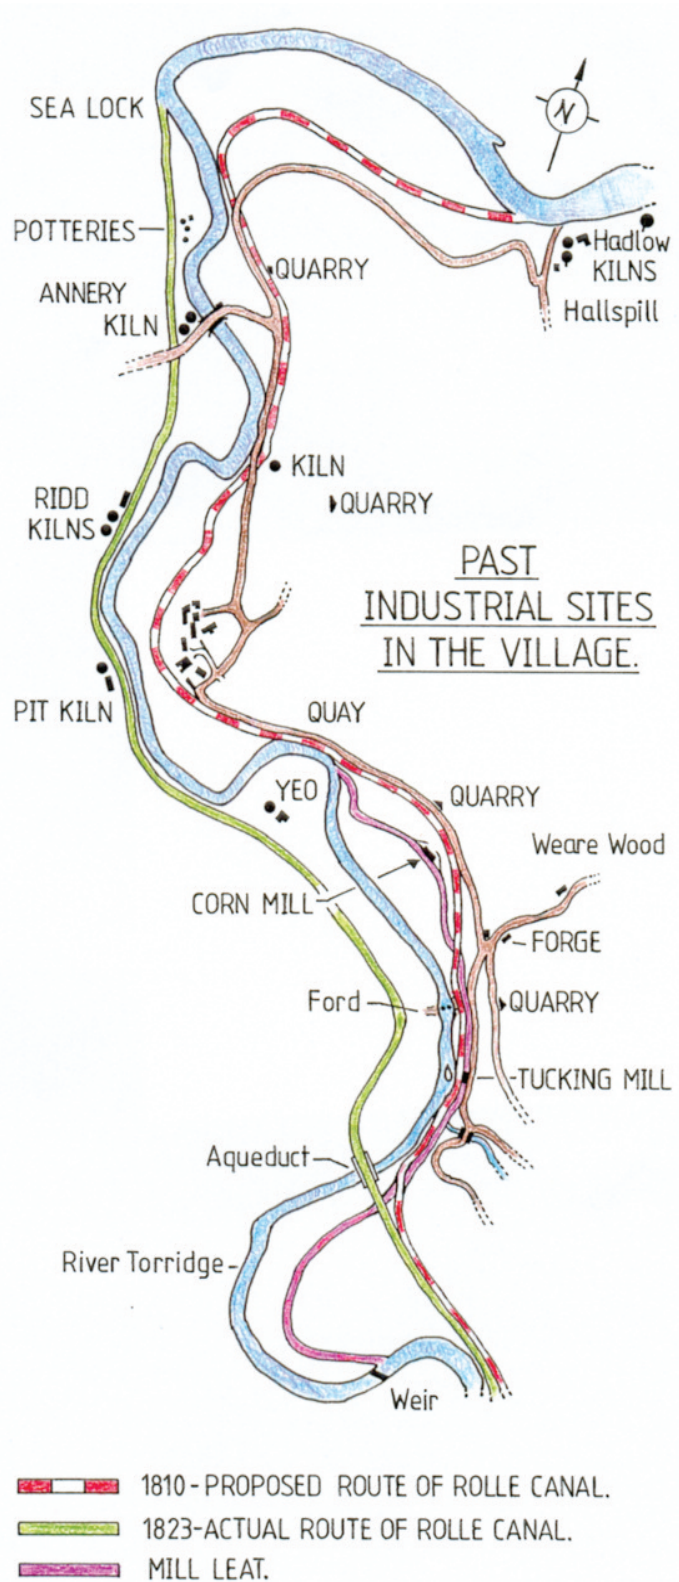 N
SEA LOCK
POTTERIES
Hadlow
KILNS
QUARRY
ANNERY
KILN
Hallspill
KILN
RIDD
KILNS
QUARRY
PAST
INDUSTRIAL SITES
IN THE VILLAGE.
PIT KILN
QUAY
YEO
QUARRY
Weare Wood
CORN MILL
FORGE
Ford
QUARRY
TUCKING MILL
Aqueduct
River Torridge
Weir
1810-PROPOSED ROUTE OF ROLLE CANAL.
1823-ACTUAL ROUTE OF ROLLE CANAL.
MILL LEAT.